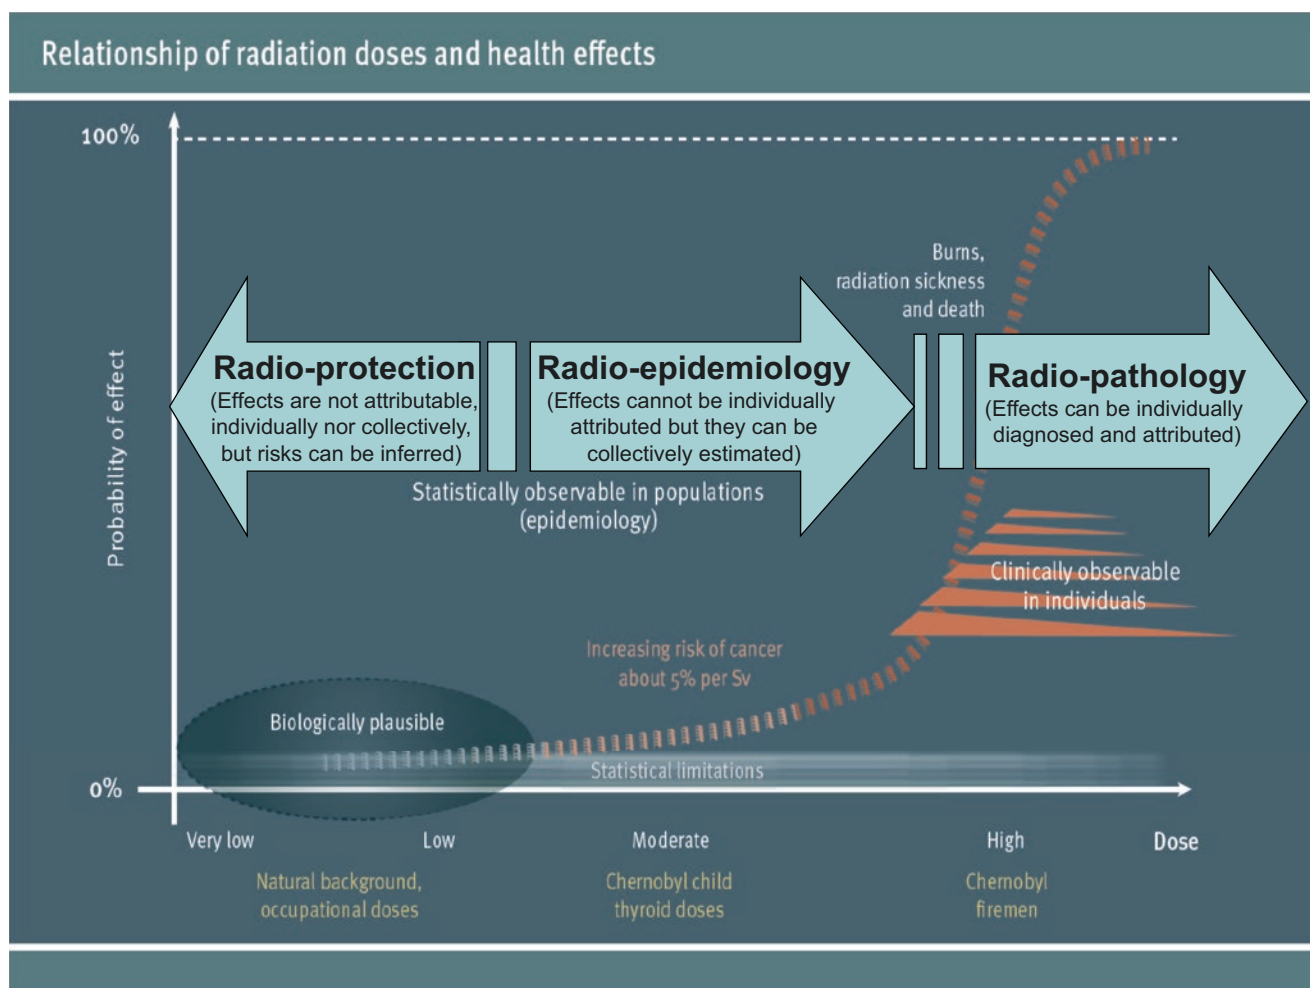 Relationship of radiation doses and health effects
100%
Burns,
radiation sickness
and death
Probability of effect
Radio-protection
(Effects are not attributable,
individually nor collectively,
but risks can be inferred)
Radio-epidemiology
(Effects cannot be individually
attributed but they can be
collectively estimated)
Radio-pathology
(Effects can be individually
diagnosed and attributed)
Statistically observable in populations
(epidemiology)
Clinically observable
in individuals
Increasing risk of cancer
about 5% per Sv
Biologically plausible
Statistical limitations
0%
Very low
Low
Moderate
High
Dose
Natural background,
occupational doses
Chernobyl child
thyroid doses
Chernobyl
firemen